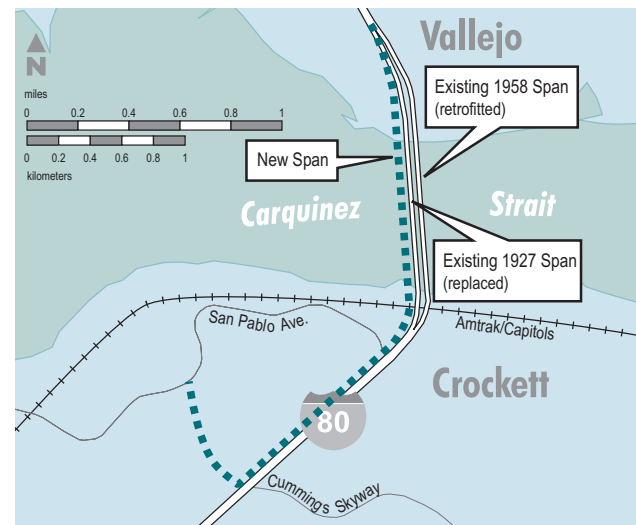 Vallejo
N
miles
0 0.2 0.4 0.6 0.8 1
0 0.2 0.4 0.6 0.8 1
kilometers
Existing 1958 Span
(retrofitted)
New Span
Carquinez Strait
Existing 1927 Span
(replaced)
San Pablo Ave.
Amtrak/Capitols
Crockett
80
Cummings Skyway